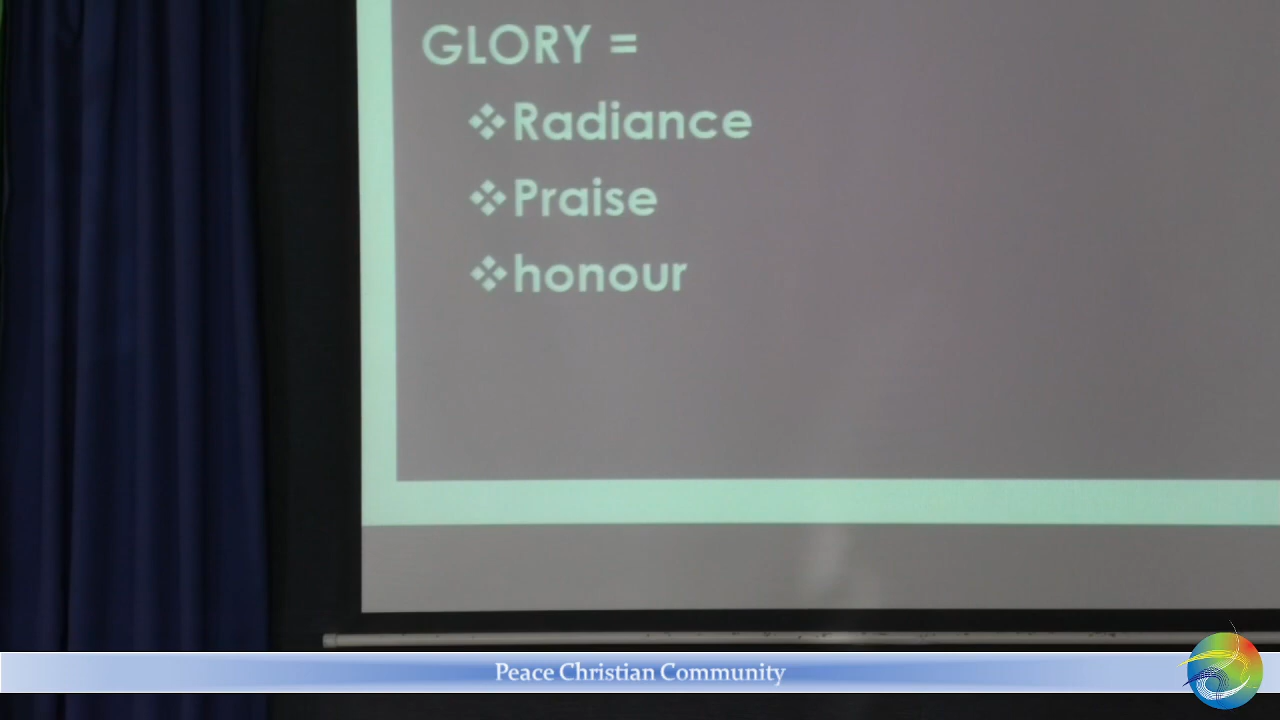 GLORY =
❖Radiance
❖Praise
❖honour
Peace Christian Community